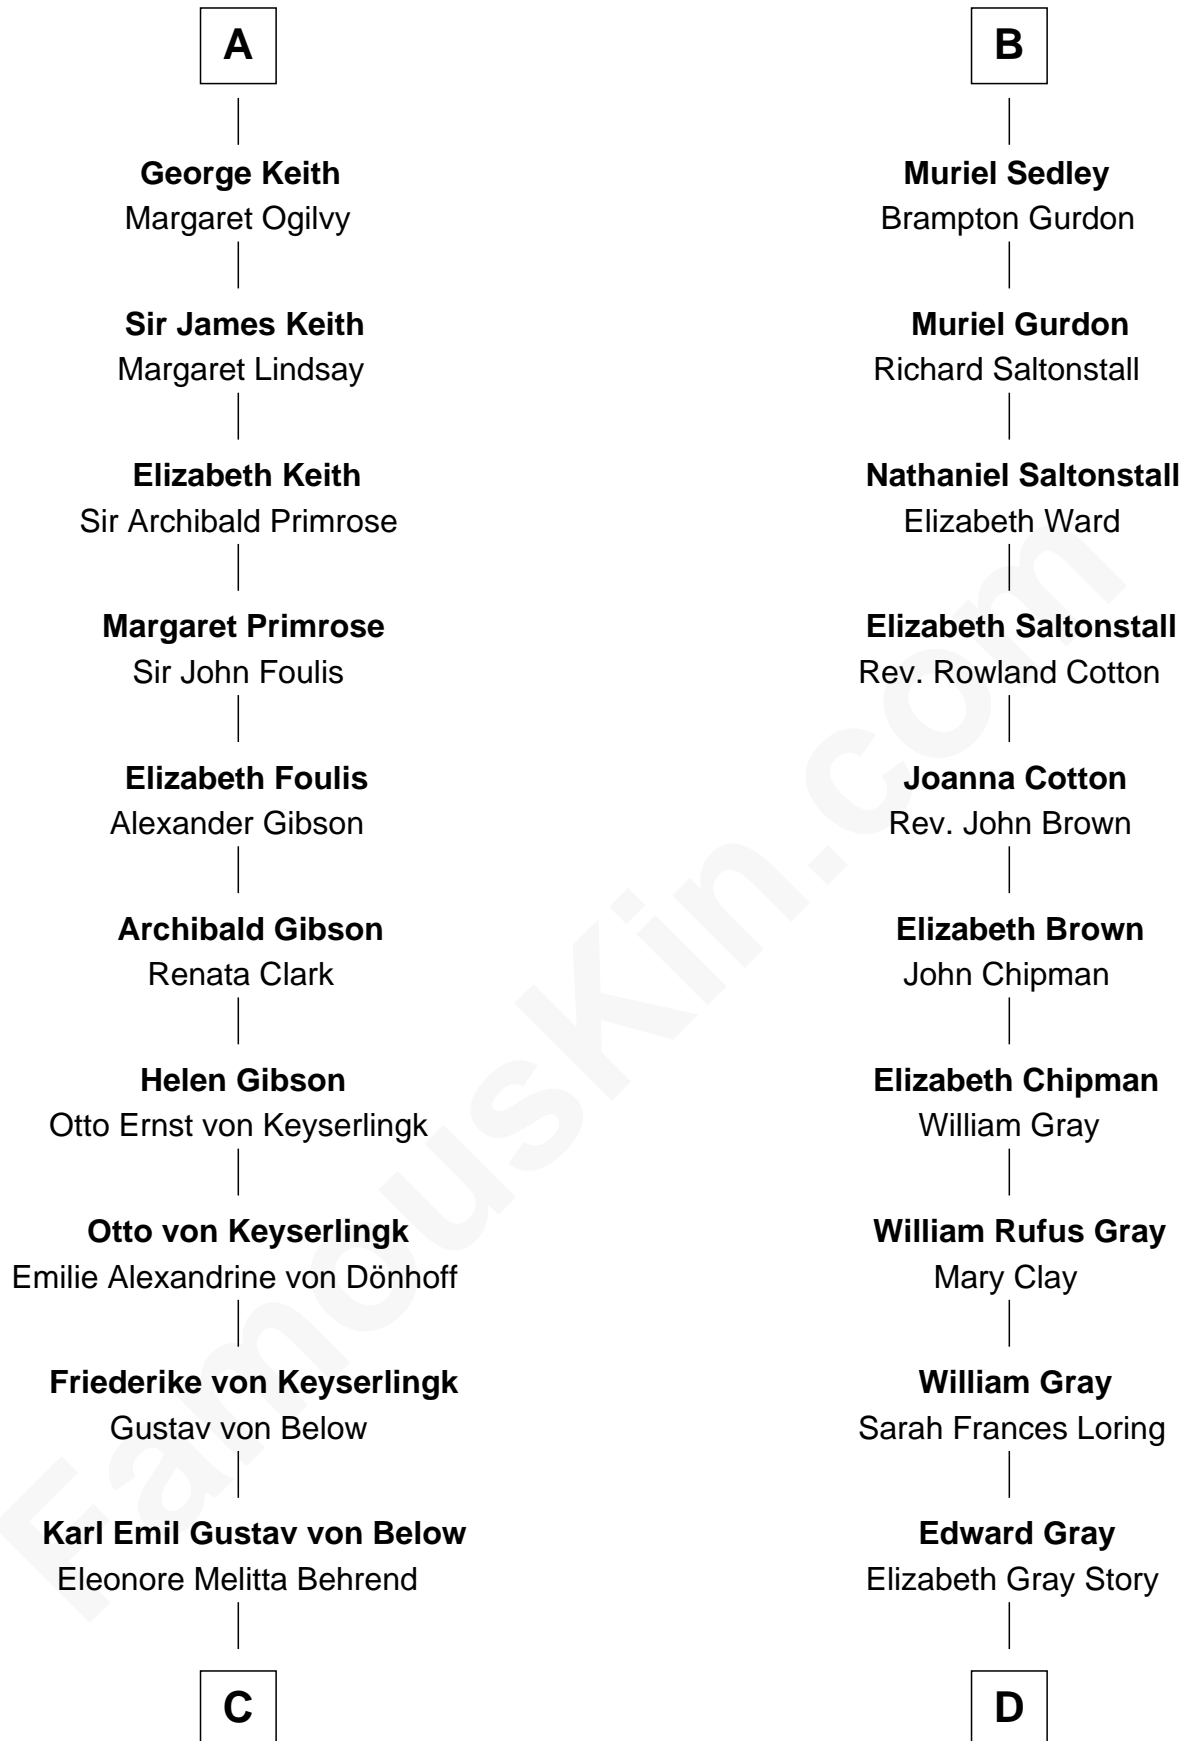 A
George Keith
Margaret Ogilvy
Sir James Keith
Margaret Lindsay
Elizabeth Keith
Sir Archibald Primrose
Margaret Primrose
Sir John Foulis
Elizabeth Foulis
Alexander Gibson
Archibald Gibson
Renata Clark
Helen Gibson
Otto Ernst von Keyserlingk
Otto von Keyserlingk
Emilie Alexandrine von Dönhoff
Friederike von Keyserlingk
Gustav von Below
Karl Emil Gustav von Below
Eleonore Melitta Behrend
C
B
Muriel Sedley
Brampton Gurdon
Muriel Gurdon
Richard Saltonstall
Nathaniel Saltonstall
Elizabeth Ward
Elizabeth Saltonstall
Rev. Rowland Cotton
Joanna Cotton
Rev. John Brown
Elizabeth Brown
John Chipman
Elizabeth Chipman
William Gray
William Rufus Gray
Mary Clay
William Gray
Sarah Frances Loring
Edward Gray
Elizabeth Gray Story
D
FamousKin.com